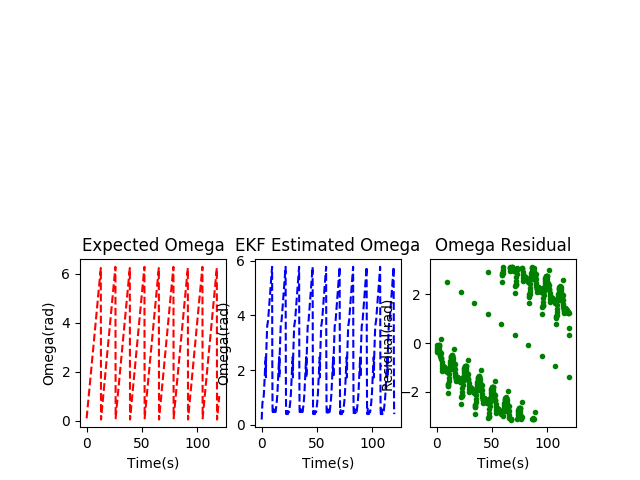 Expected Omega
EKF Estimated Omega
Omega Residual
Omega(rad)
6
4
2
0
0
50
100
Time(s)
Omega(rad)
6
4
2
0
0
50
100
Time(s)
Residual(rad)
2
0
−2
0
50
100
Time(s)